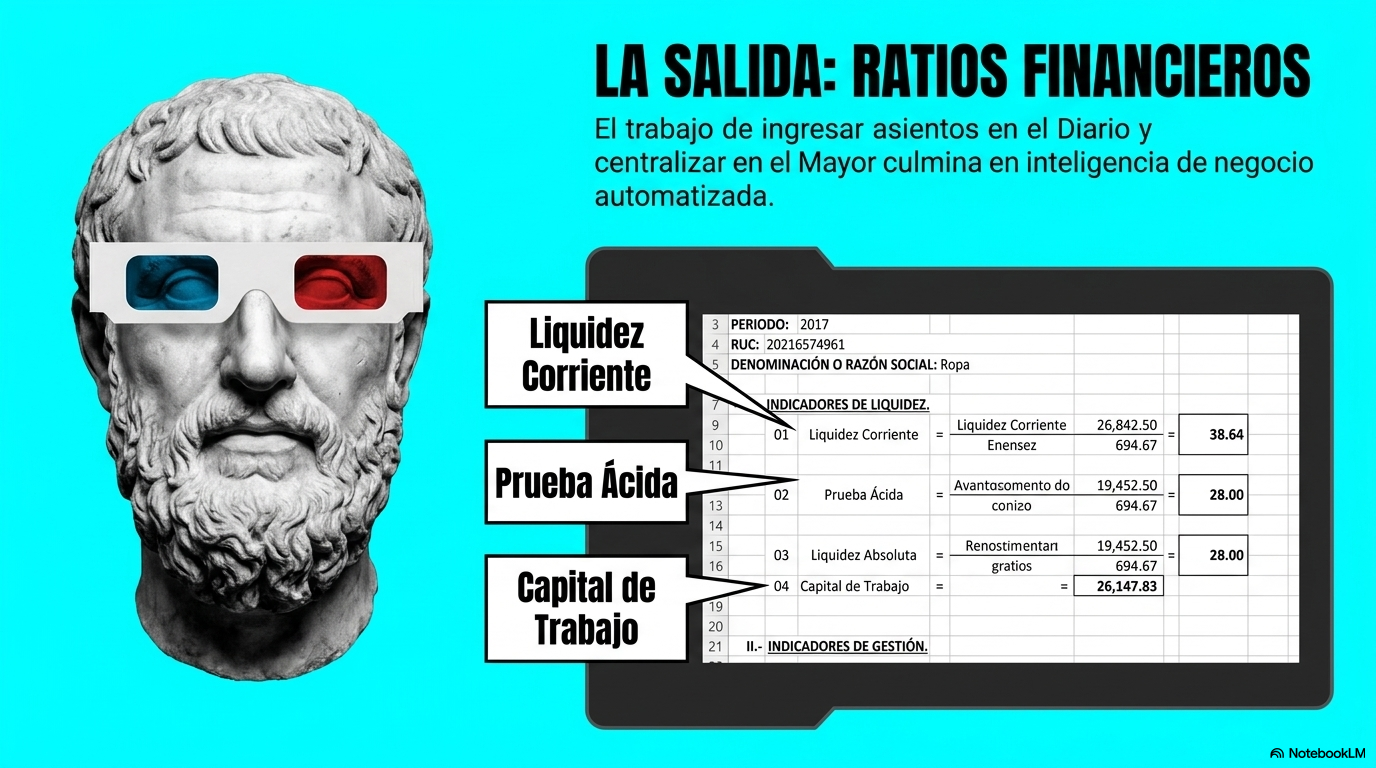 LA SALIDA: RATIOS FINANCIEROS
El trabajo de ingresar asientos en el Diario y
centralizar en el Mayor culmina en inteligencia de negocio
automatizada.
Liquidez
Corriente
Prueba Ácida
Capital de
Trabajo
3 PERIODO: 2017
4 RUC: 20216574961
5 DENOMINACIÓN O RAZÓN SOCIAL: Ropa
7 INDICADORES DE LIQUIDEZ.
9 Liquidez Corriente 26,842.50
01 Liquidez Corriente = = 38.64
10 Enensez 694.67
11
Avantasomento do 19,452.50
02 Prueba Ácida = = 28.00
13 conizo 694.67
14
15 Renostimentan 19,452.50
03 Liquidez Absoluta = = 28.00
16 gratios 694.67
04 Capital de Trabajo = = 26,147.83
19
20
21 II.- INDICADORES DE GESTIÓN.
NotebookLM